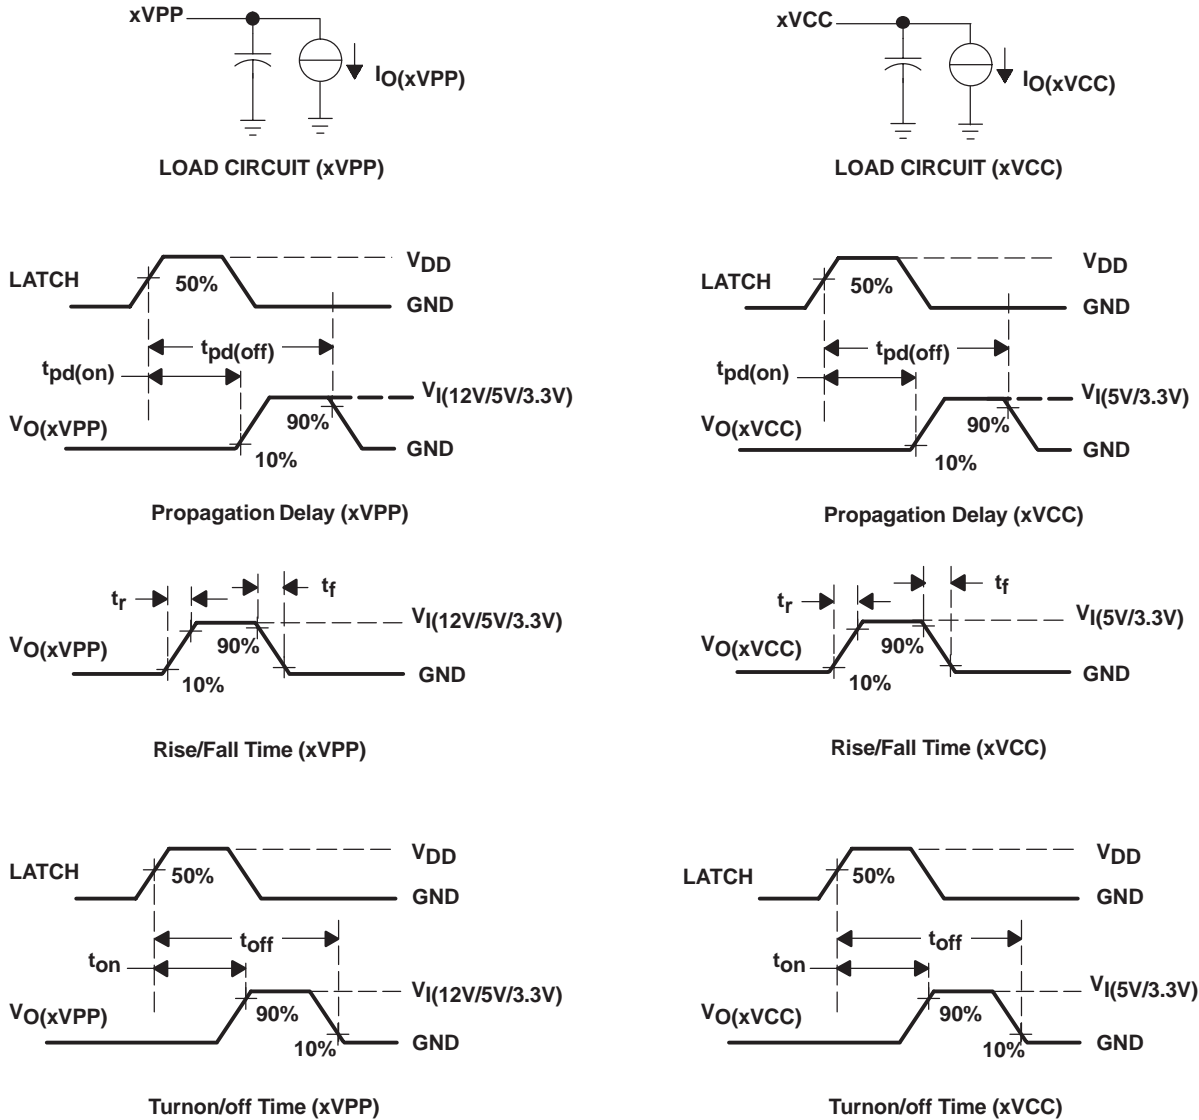 xVPP
IO(xVPP)
LOAD CIRCUIT (xVPP)
xVCC
IO(xVCC)
LOAD CIRCUIT (xVCC)
LATCH
50%
VDD
GND
tpd(off)
tpd(on)
VI(12V/5V/3.3V)
VO(xVPP)
90%
10%
GND
Propagation Delay (xVPP)
LATCH
50%
VDD
GND
tpd(off)
tpd(on)
VI(5V/3.3V)
VO(xVCC)
90%
10%
GND
Propagation Delay (xVCC)
tr
tf
VI(12V/5V/3.3V)
VO(xVPP)
90%
10%
GND
Rise/Fall Time (xVPP)
tr
tf
VI(5V/3.3V)
VO(xVCC)
90%
10%
GND
Rise/Fall Time (xVCC)
LATCH
50%
VDD
GND
toff
ton
VI(12V/5V/3.3V)
VO(xVPP)
90%
10%
GND
Turnon/off Time (xVPP)
LATCH
50%
VDD
GND
toff
ton
VI(5V/3.3V)
VO(xVCC)
90%
10%
GND
Turnon/off Time (xVCC)